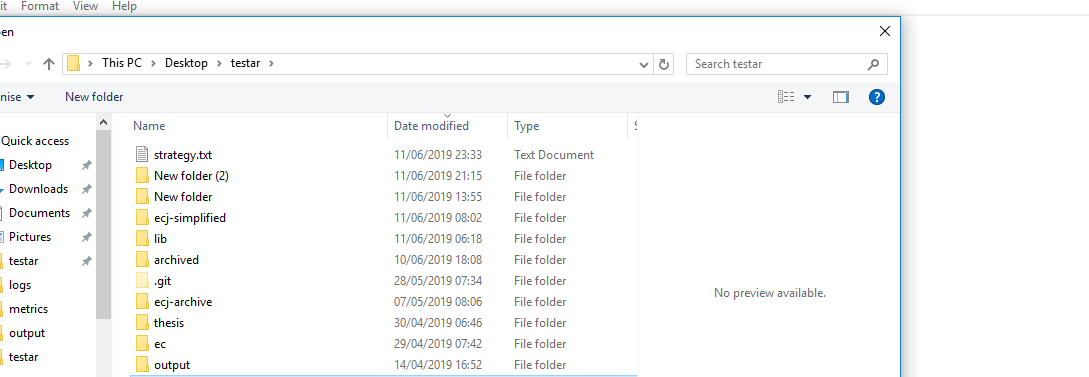 it Format View Help
en
This PC Desktop testar
Search testar
nise New folder
Name Date modified Type S
Quick access
Desktop
Downloads
Documents
Pictures
testar
logs
metrics
output
testar
strategy.txt 11/06/2019 23:33 Text Document
New folder (2) 11/06/2019 21:15 File folder
New folder 11/06/2019 13:55 File folder
ecj-simplified 11/06/2019 08:02 File folder
lib 11/06/2019 06:18 File folder
archived 10/06/2019 18:08 File folder
.git 28/05/2019 07:34 File folder
ecj-archive 07/05/2019 08:06 File folder
thesis 30/04/2019 06:46 File folder
ec 29/04/2019 07:42 File folder
output 14/04/2019 16:52 File folder
No preview available.